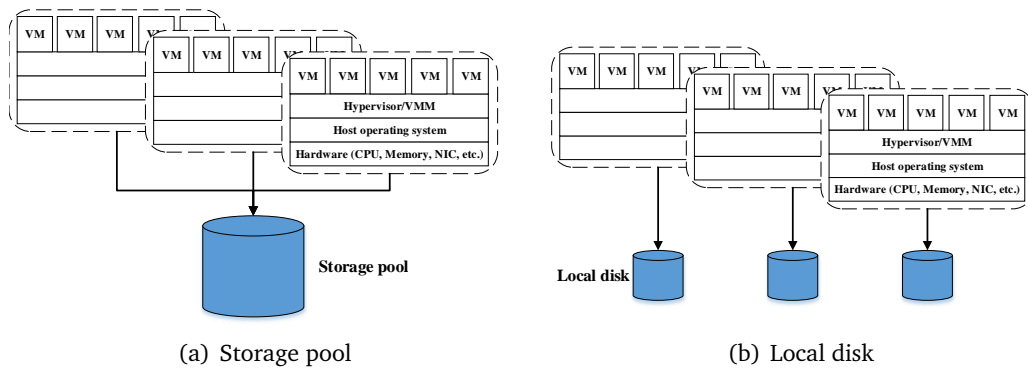 VM VM VM VM VM
VM VM VM VM VM
VM VM VM VM VM
Hypervisor/VMM
Host operating system
Hardware (CPU, Memory, NIC, etc.)
Storage pool
(a) Storage pool
VM VM VM VM
VM VM VM VM VM
VM VM VM VM VM
Hypervisor/VMM
Host operating system
Hardware (CPU, Memory, NIC, etc.)
Local disk
(b) Local disk